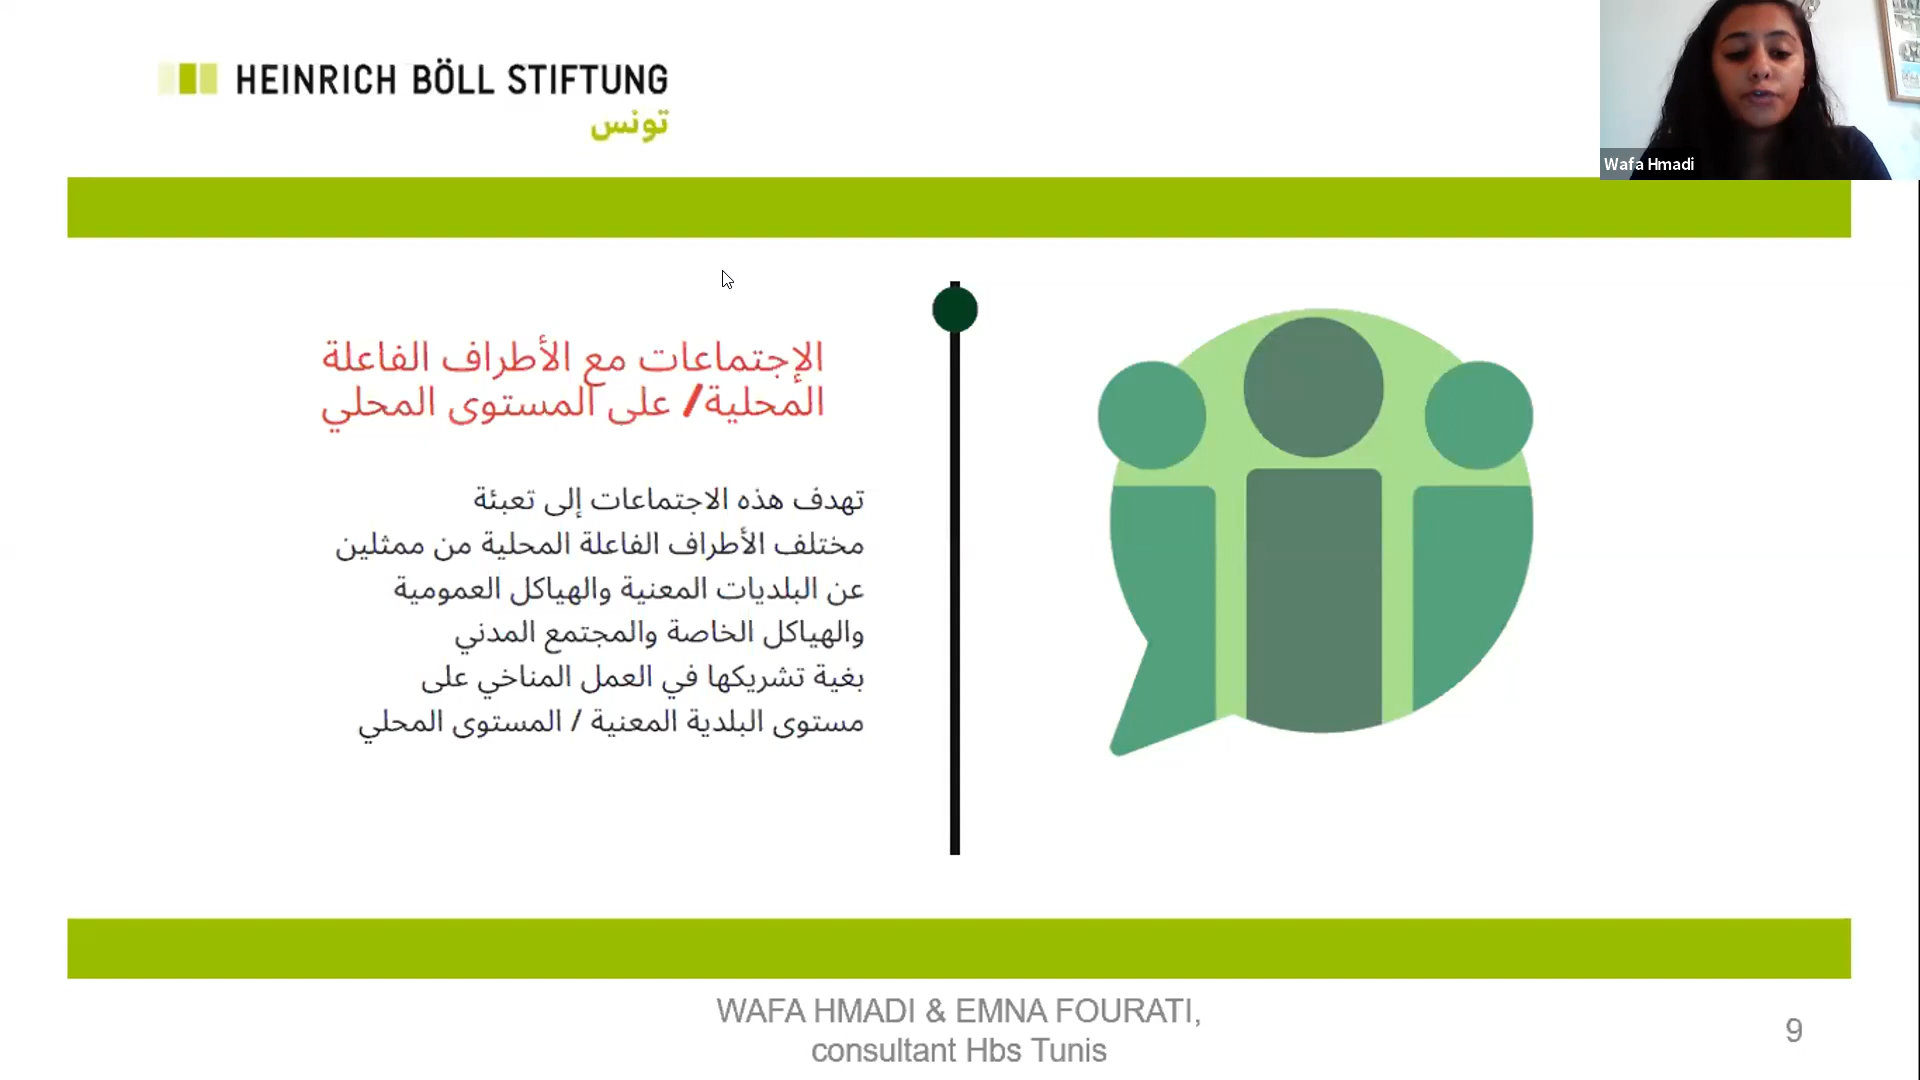 HEINRICH BÖLL STIFTUNG
تونس
Wafa Hmadi
الإجتماعات مع الأطراف الفاعلة
المحلية/ على المستوى المحلي
تهدف هذه الاجتماعات إلى تعبئة
مختلف الأطراف الفاعلة المحلية من ممثلين
عن البلديات المعنية والهياكل العمومية
والهياكل الخاصة والمجتمع المدني
بغية تشريكها في العمل المناخي على
مستوى البلدية المعنية / المستوى المحلي
WAFA HMADI & EMNA FOURATI,
consultant Hbs Tunis
9